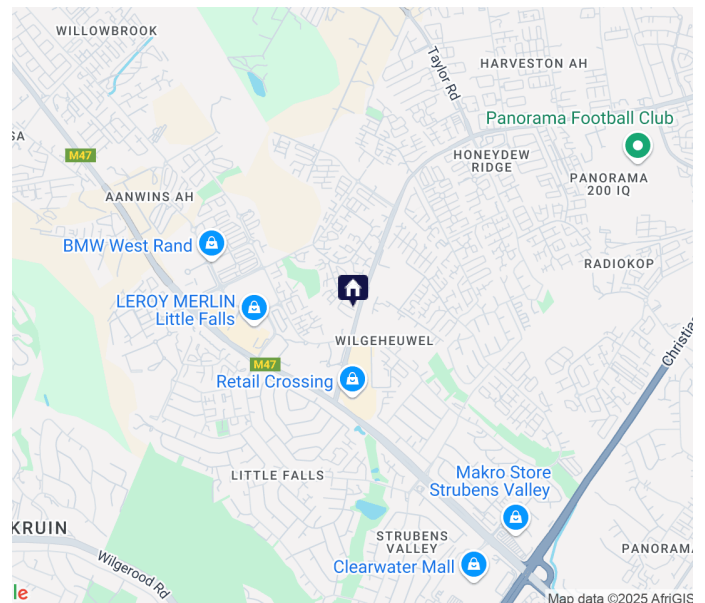 WILLOWBROOK
Taylor Rd
HARVESTON AH
Panorama Football Club
SA
M47
HONEYDEW
RIDGE
PANORAMA
200 IQ
AANWINS AH
BMW West Rand
RADIOKOP
LEROY MERLIN
Little Falls
WILGEHEUWEL
Christia
M47
Retail Crossing
LITTLE FALLS
Makro Store
Strubens Valley
KRUIN
STRUBENS
VALLEY
PANORAMA
Wilgerood Rd
Clearwater Mall
le
Map data ©2025 AfriGIS